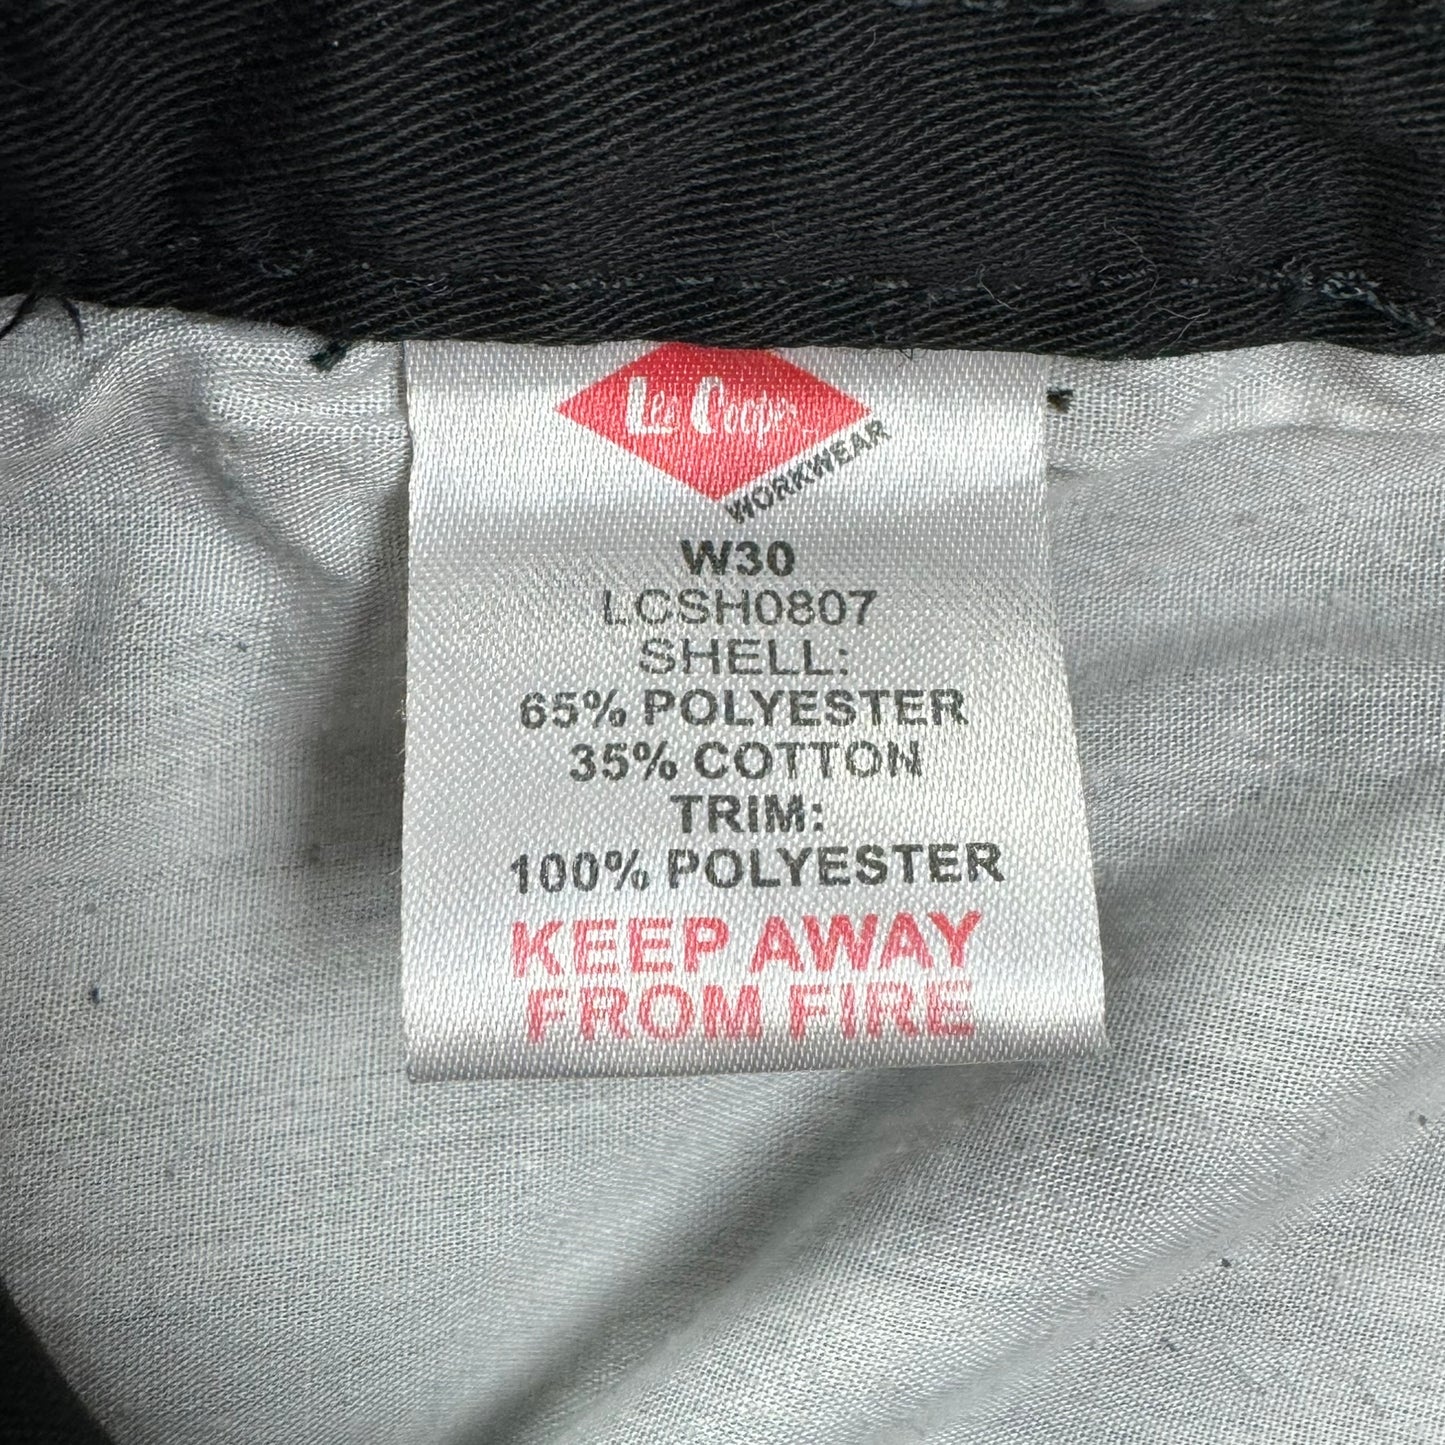 Lee Cooper
WORKWEAR
W30
LCSH0807
SHELL:
65% POLYESTER
35% COTTON
TRIM:
100% POLYESTER
KEEP AWAY
FROM FIRE